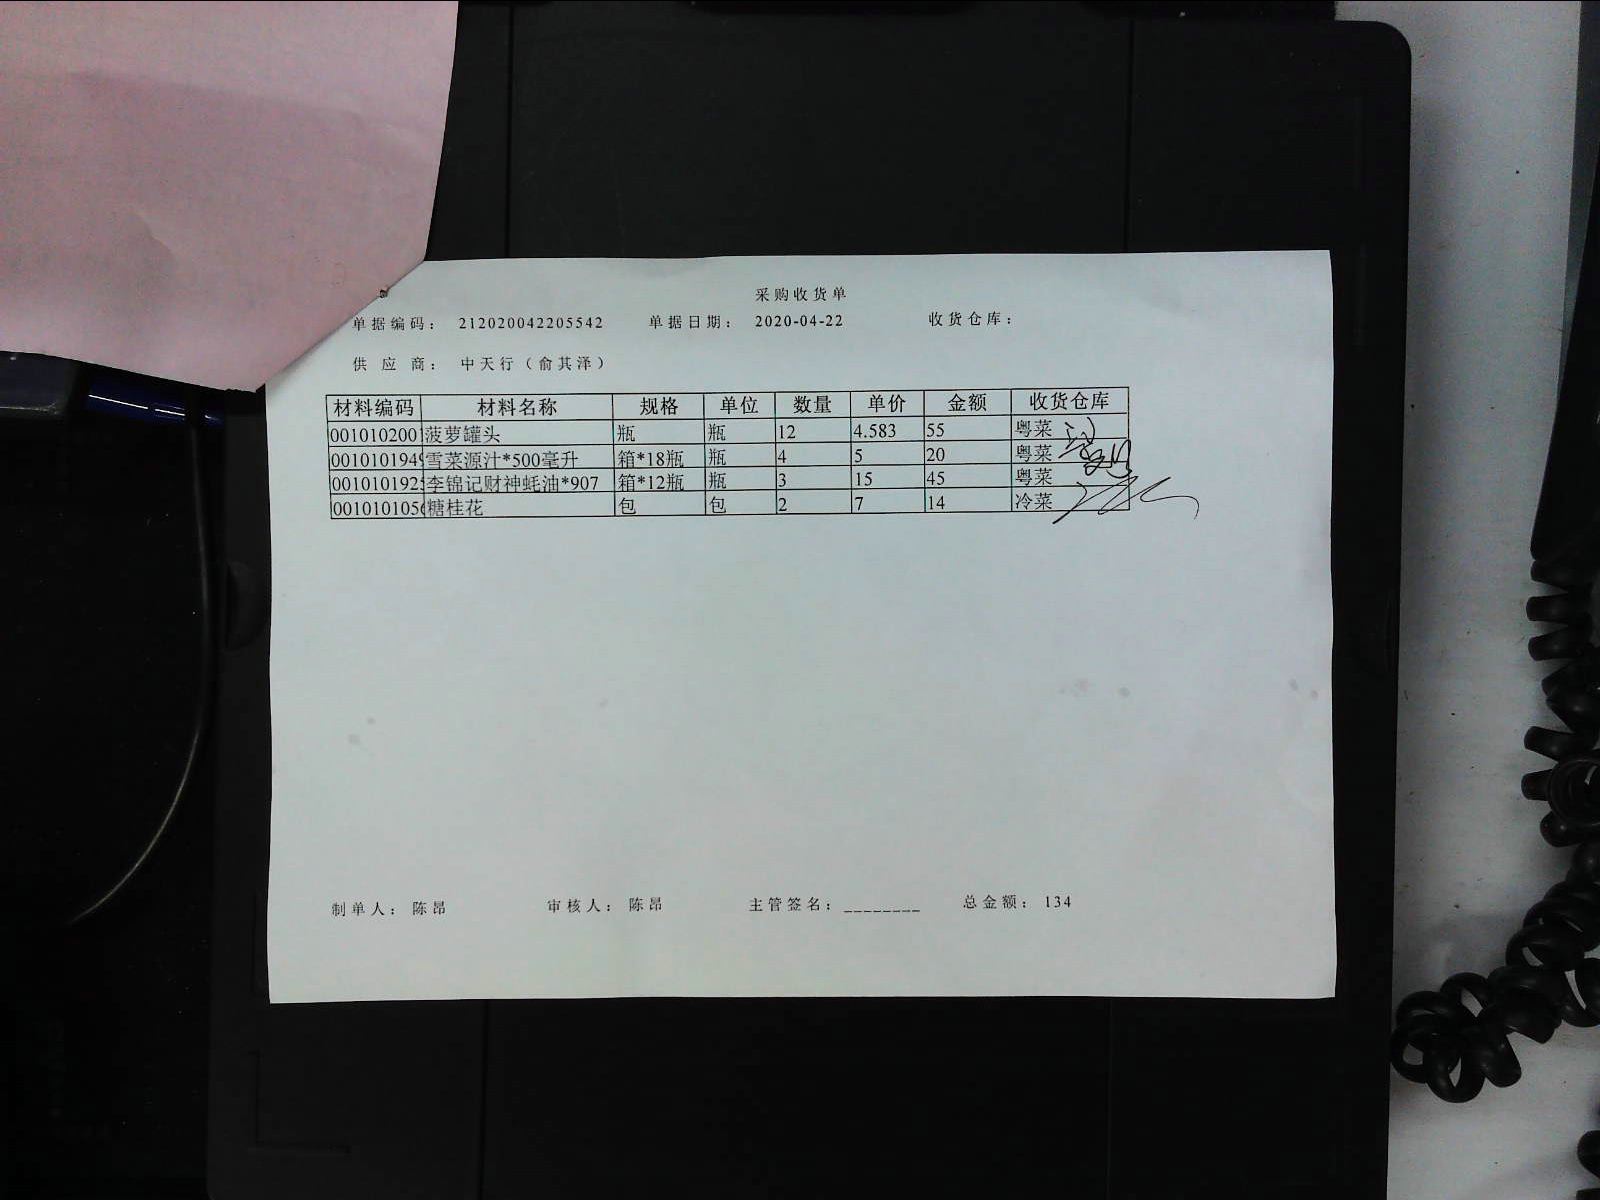 采购收货单
单据编码： 212020042205542 单据日期： 2020-04-22 收货仓库：
供 应 商： 中天行（俞其泽）
材料编码 材料名称 规格 单位 数量 单价 金额 收货仓库
001010200 菠萝罐头 瓶 瓶 12 4.583 55 粤菜
001010194 雪菜源汁*500毫升 箱*18瓶 瓶 4 5 20 粤菜
001010192 李锦记财神蚝油*907 箱*12瓶 瓶 3 15 45 粤菜
001010105 糖桂花 包 包 2 7 14 冷菜
制单人： 陈昂 审核人： 陈昂 主管签名：________ 总金额： 134